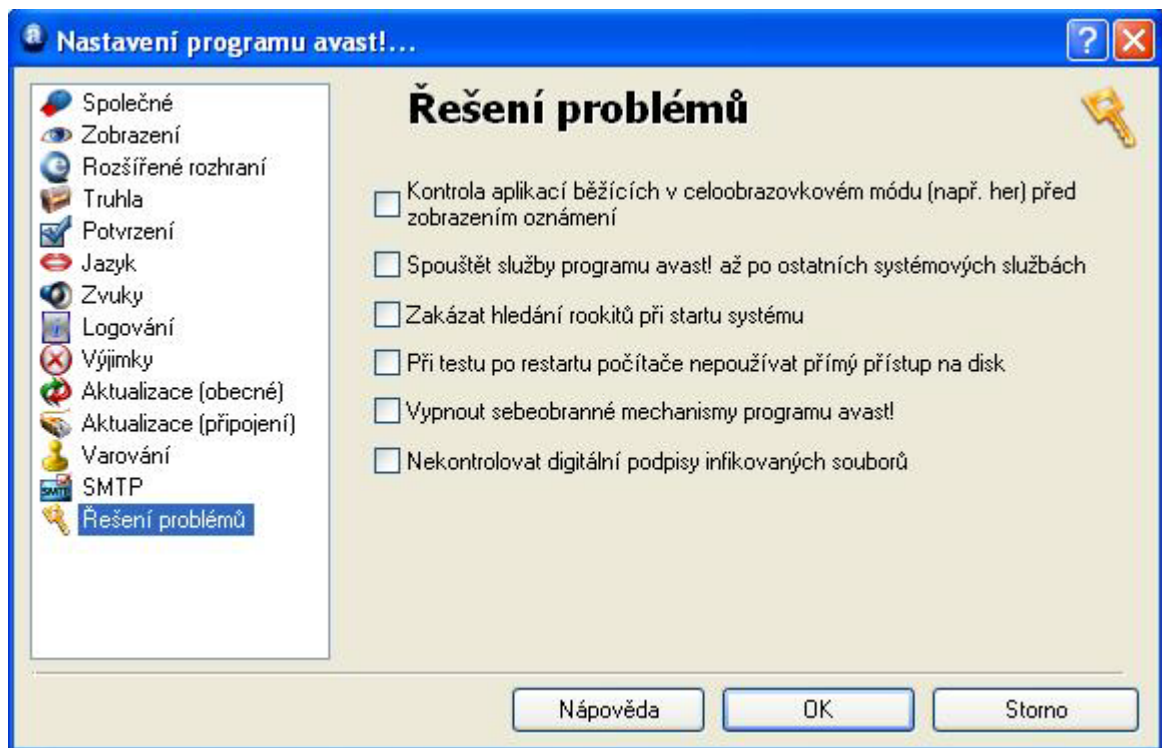 Nastavení programu avast!...
Společné
Zobrazení
Rozšířené rozhraní
Truhla
Potvrzení
Jazyk
Zvuky
Logování
Výjimky
Aktualizace (obecné)
Aktualizace (připojení)
Varování
SMTP
Řešení problémů
Řešení problémů
Kontrola aplikací běžících v celoobrazovkovém módu (např. her) před
zobrazením oznámení
Spouštět služby programu avast! až po ostatních systémových službách
Zakázat hledání rookitů při startu systému
Při testu po restartu počítače nepoužívat přímý přístup na disk
Vypnout sebeobranné mechanismy programu avast!
Nekontrolovat digitální podpisy infikovaných souborů
Nápověda
OK
Storno